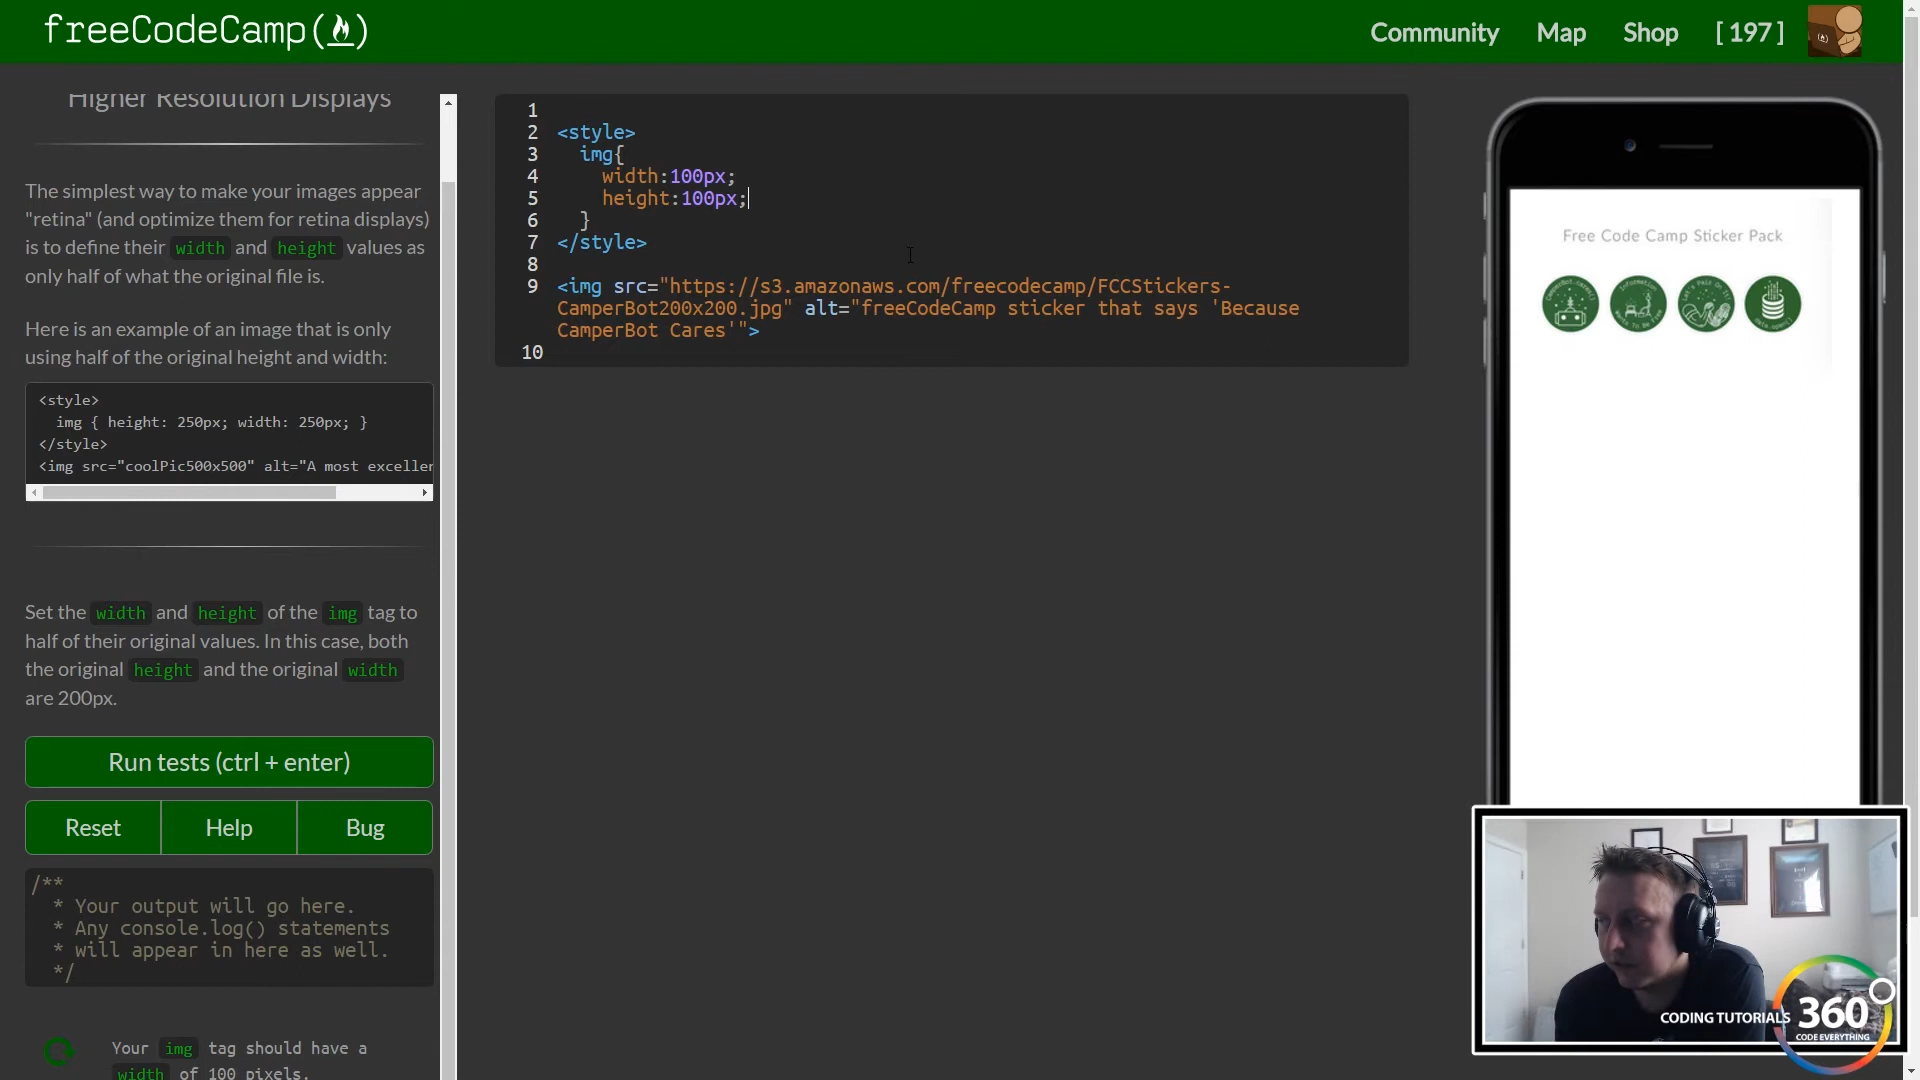 freeCodeCamp(🔥)
Community Map Shop [ 197 ]
Higher Resolution Displays
The simplest way to make your images appear
"retina" (and optimize them for retina displays)
is to define their width and height values as
only half of what the original file is.
Here is an example of an image that is only
using half of the original height and width:
<style>
img { height: 250px; width: 250px; }
</style>
<img src="coolPic500x500" alt="A most excellen
Set the width and height of the img tag to
half of their original values. In this case, both
the original height and the original width
are 200px.
Run tests (ctrl + enter)
Reset Help Bug
/**
* Your output will go here.
* Any console.log() statements
* will appear in here as well.
*/
Your img tag should have a
width of 100 pixels.
1
2 <style>
3 img{
4 width:100px;
5 height:100px;
6 }
7 </style>
8
9 <img src="https://s3.amazonaws.com/freecodecamp/FCCStickers-
CamperBot200x200.jpg" alt="freeCodeCamp sticker that says 'Because
CamperBot Cares'">
10
Free Code Camp Sticker Pack
CODING TUTORIALS 360°
CODE EVERYTHING